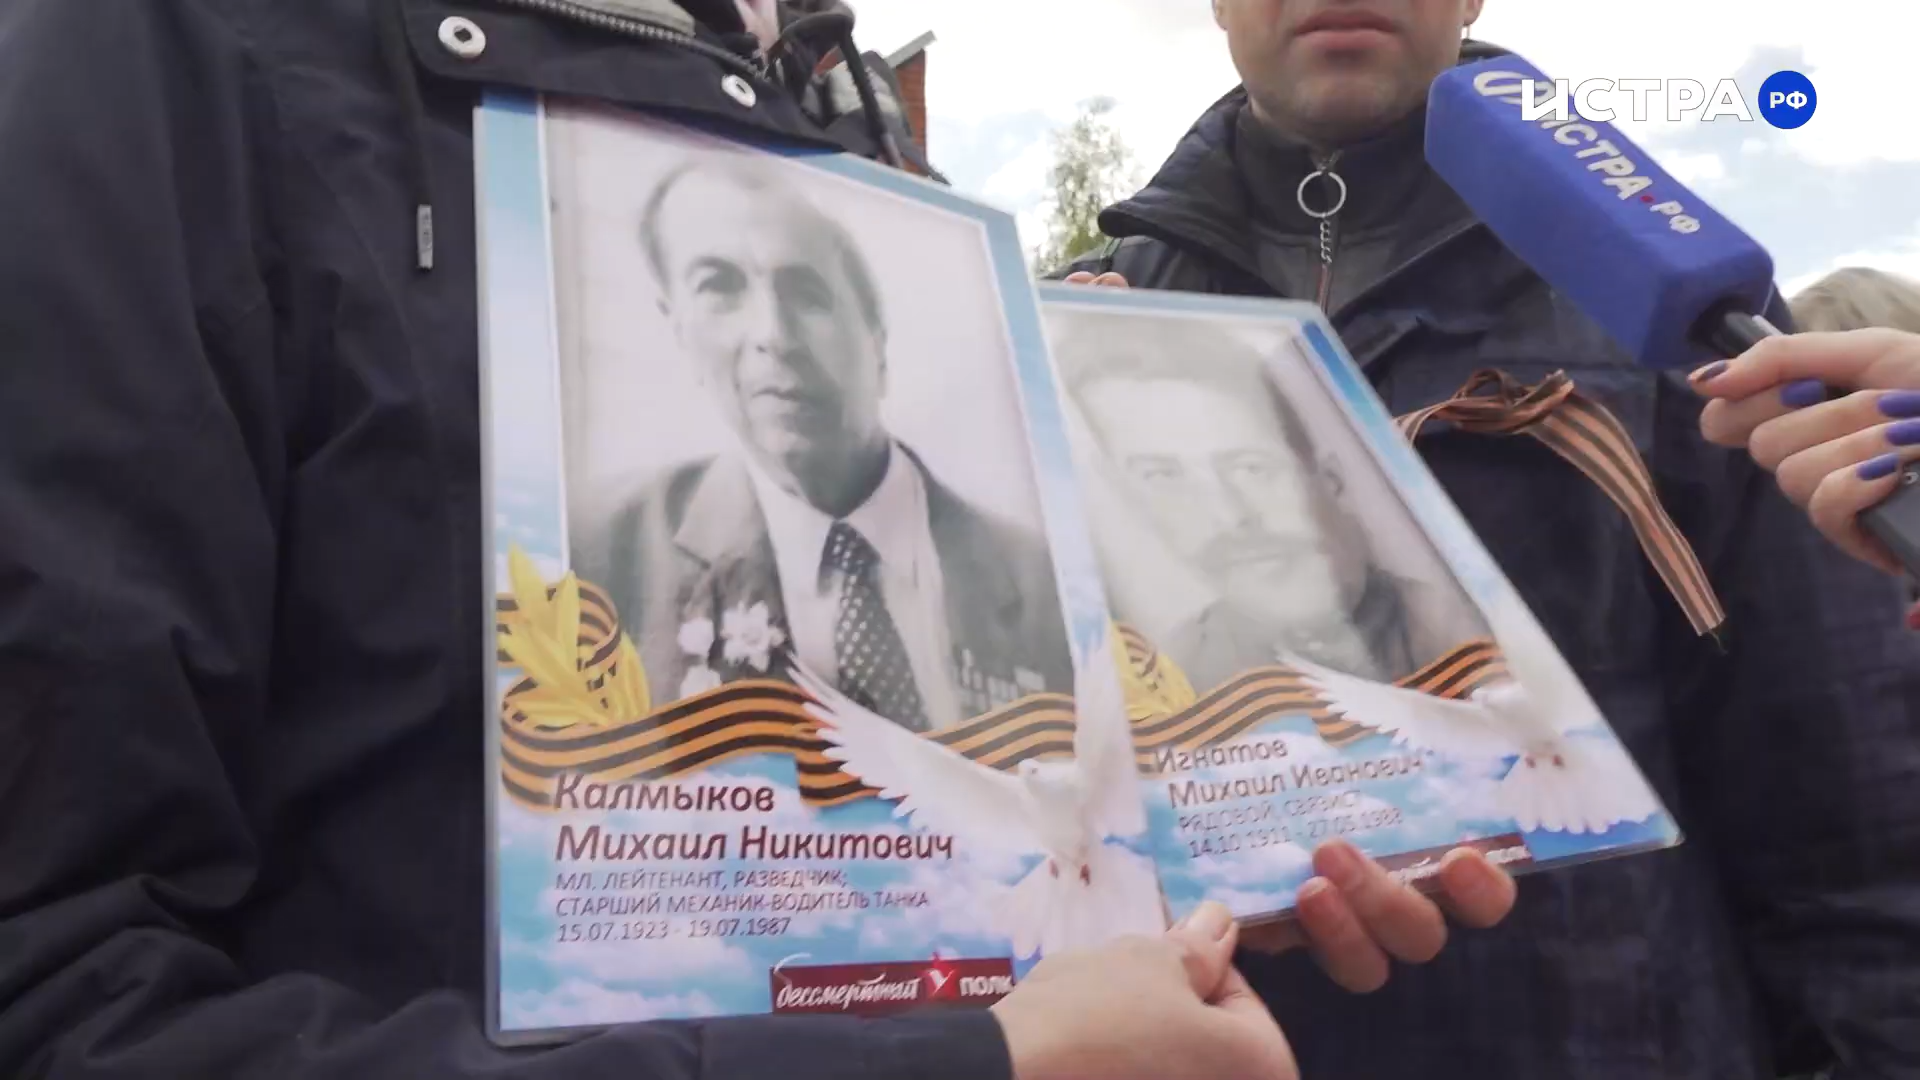 ИСТРА РФ
ИСТРА.РФ
Калмыков
Михаил Никитович
МЛ. ЛЕЙТЕНАНТ, РАЗВЕДЧИК;
СТАРШИЙ МЕХАНИК-ВОДИТЕЛЬ ТАНКА
15.07.1923 - 19.07.1987
бессмертный полк
Игнатов
Михаил Иванович
РЯДОВОЙ, СВЯЗИСТ
14.10.1911 - 27.05.1988
полк